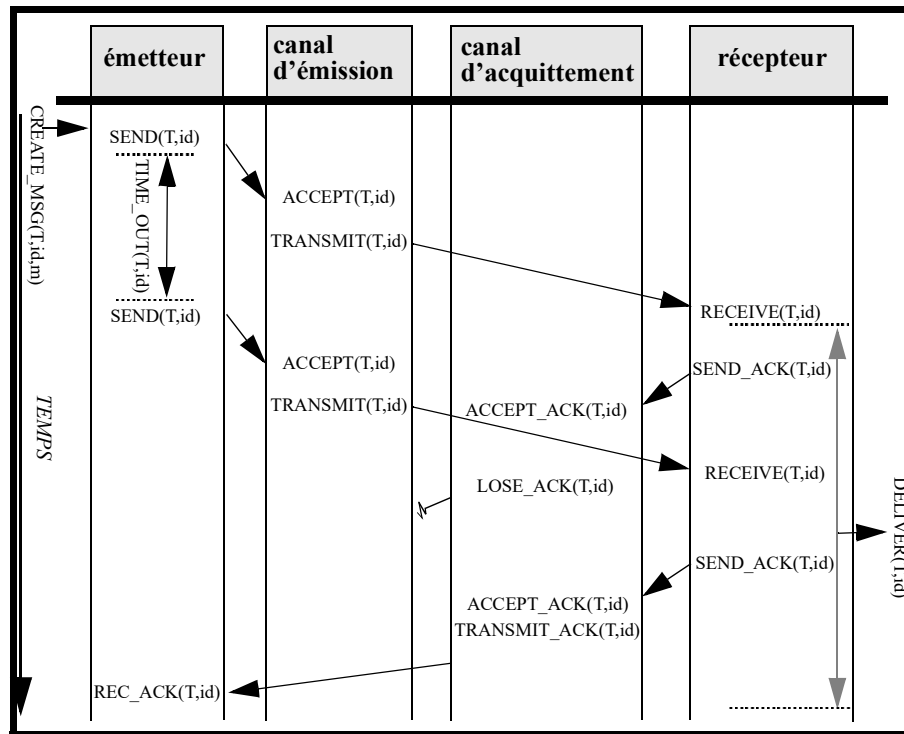 émetteur
canal
d'émission
canal
d'acquittement
récepteur
CREATE_MSG(T,id,m)
SEND(T,id)
TIME_OUT(T,id)
ACCEPT(T,id)
TRANSMIT(T,id)
RECEIVE(T,id)
SEND(T,id)
ACCEPT(T,id)
SEND_ACK(T,id)
TRANSMIT(T,id)
ACCEPT_ACK(T,id)
TEMPS
RECEIVE(T,id)
LOSE_ACK(T,id)
DELIVER(T,id)
SEND_ACK(T,id)
ACCEPT_ACK(T,id)
TRANSMIT_ACK(T,id)
REC_ACK(T,id)